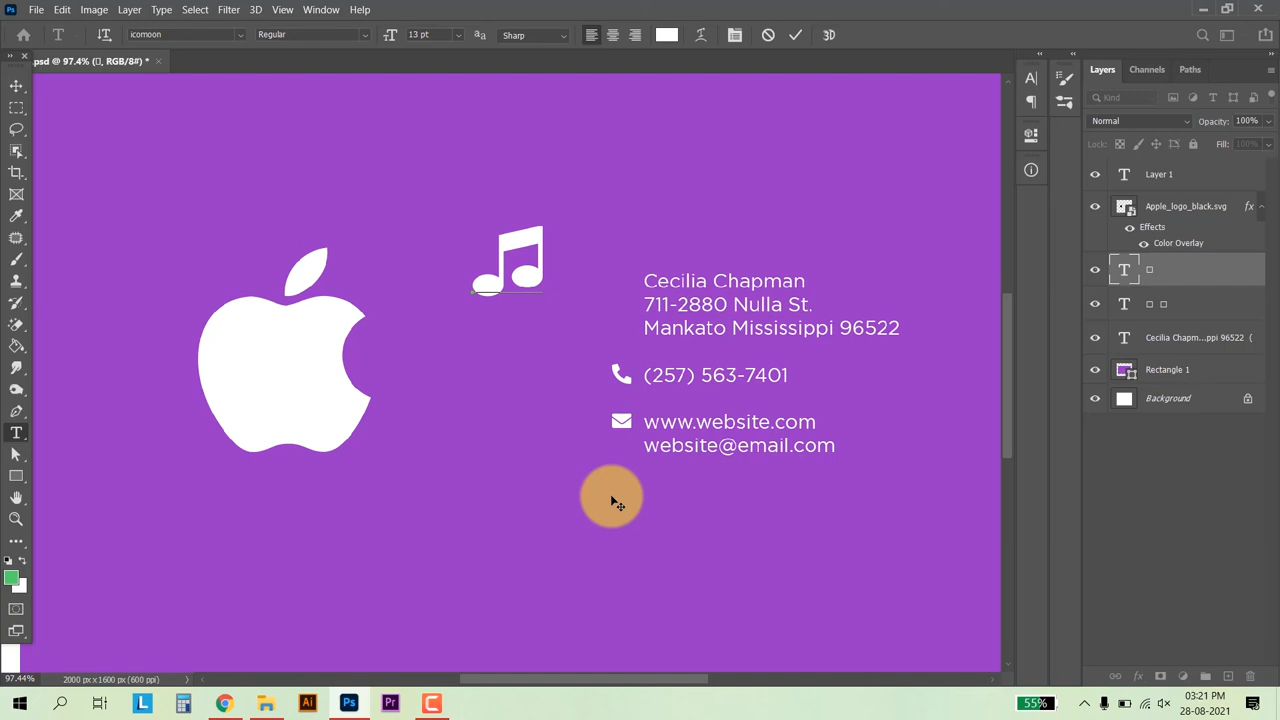 Ps File Edit Image Layer Type Select Filter 3D View Window Help
T icomoon Regular 13 pt aa Sharp 3D
.psd @ 97.4% (▯, RGB/8#) *
Layers Channels Paths
Kind
Normal Opacity: 100%
Lock: Fill: 100%
T Layer 1
Apple_logo_black.svg fx
Effects
Color Overlay
T ▯
T ▯ ▯
T Cecilia Chapm...ppi 96522 (
Rectangle 1
Background
Cecilia Chapman
711-2880 Nulla St.
Mankato Mississippi 96522
(257) 563-7401
www.website.com
website@email.com
97.44% 2000 px x 1600 px (600 ppi)
55% 03:21 PM
28-08-2021